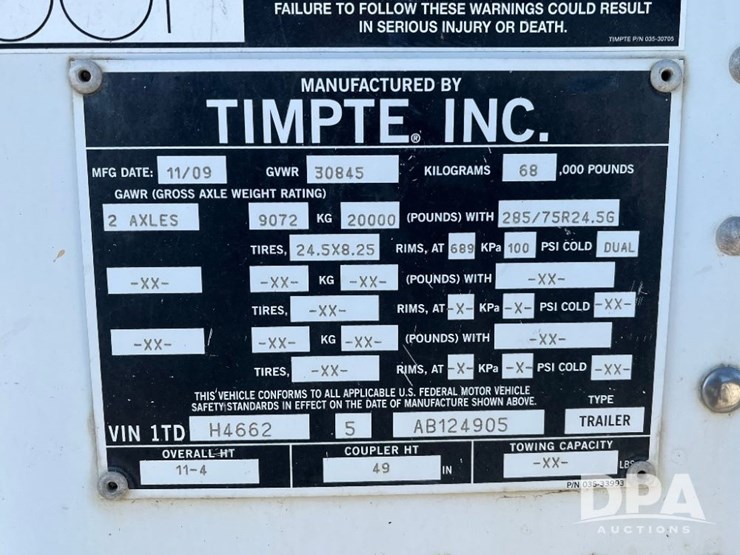 FAILURE TO FOLLOW THESE WARNINGS COULD RESULT
IN SERIOUS INJURY OR DEATH.
TIMPTE P/N 035-30705
MANUFACTURED BY
TIMPTE® INC.
MFG DATE: 11/09 GVWR 30845 KILOGRAMS 68 ,000 POUNDS
GAWR (GROSS AXLE WEIGHT RATING)
2 AXLES 9072 KG 20000 (POUNDS) WITH 285/75R24.5G
TIRES, 24.5X8.25 RIMS, AT 689 KPa 100 PSI COLD DUAL
-XX- -XX- KG -XX- (POUNDS) WITH -XX-
TIRES, -XX- RIMS, AT -X- KPa -X- PSI COLD -XX-
-XX- -XX- KG -XX- (POUNDS) WITH -XX-
TIRES, -XX- RIMS, AT -X- KPa -X- PSI COLD -XX-
THIS VEHICLE CONFORMS TO ALL APPLICABLE U.S. FEDERAL MOTOR VEHICLE
SAFETY STANDARDS IN EFFECT ON THE DATE OF MANUFACTURE SHOWN ABOVE.
TYPE
VIN 1TD H4662 5 AB124905 TRAILER
OVERALL HT COUPLER HT TOWING CAPACITY
11-4 49 IN -XX- LBS
P/N 035-33993
DPA
AUCTIONS